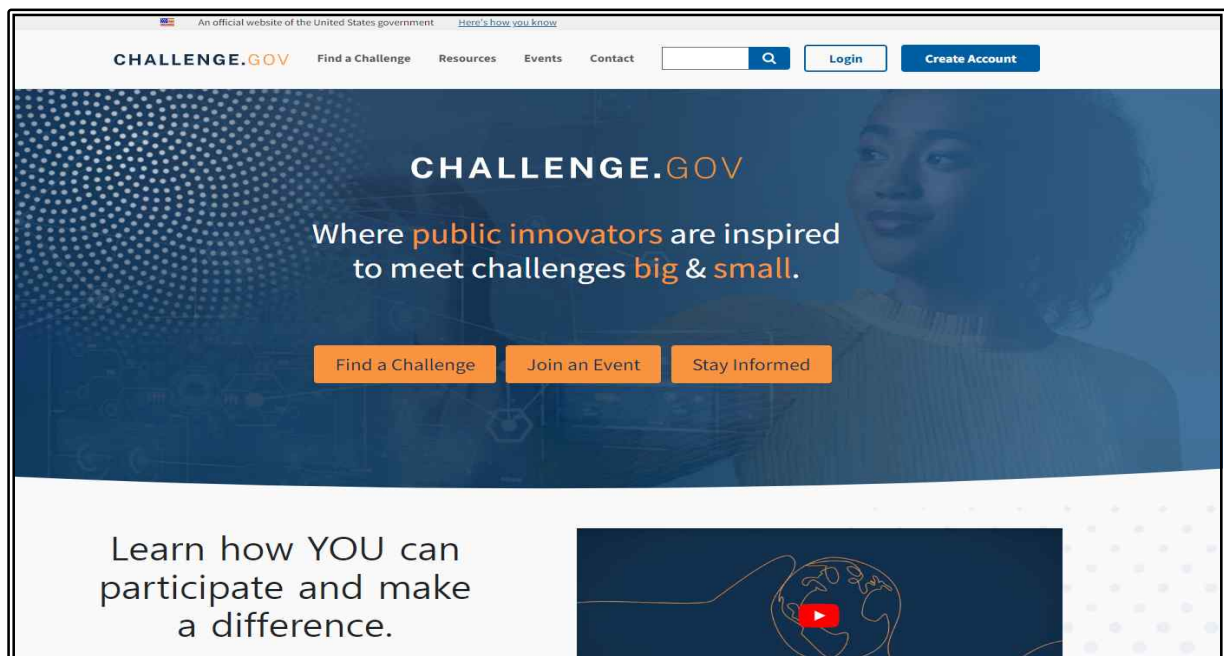 An official website of the United States government Here's how you know
CHALLENGE.GOV Find a Challenge Resources Events Contact Login Create Account
CHALLENGE.GOV
Where public innovators are inspired
to meet challenges big & small.
Find a Challenge Join an Event Stay Informed
Learn how YOU can
participate and make
a difference.